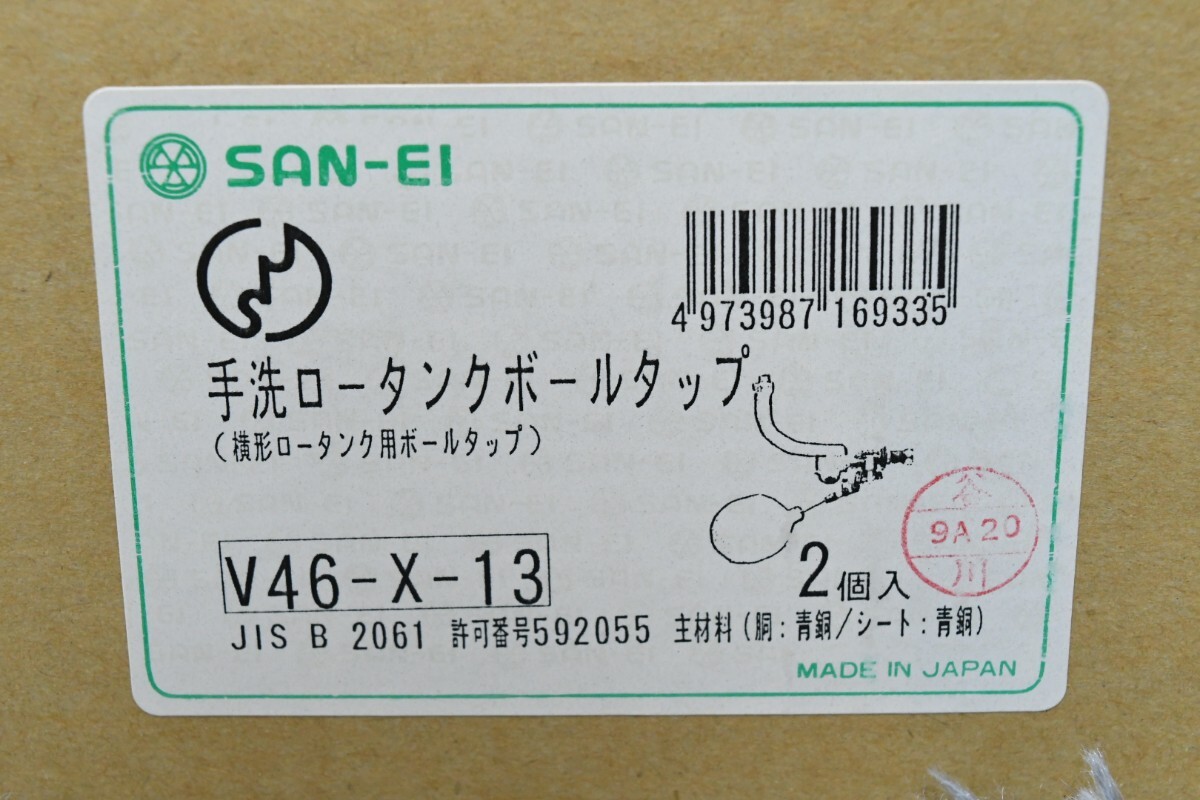 SAN-EI
4 973987 169335
手洗ロータンクボールタップ
(横形ロータンク用ボールタップ)
V46-X-13
2個入
谷
9A 20
川
JIS B 2061 許可番号592055 主材料(胴:青銅/シート:青銅)
MADE IN JAPAN